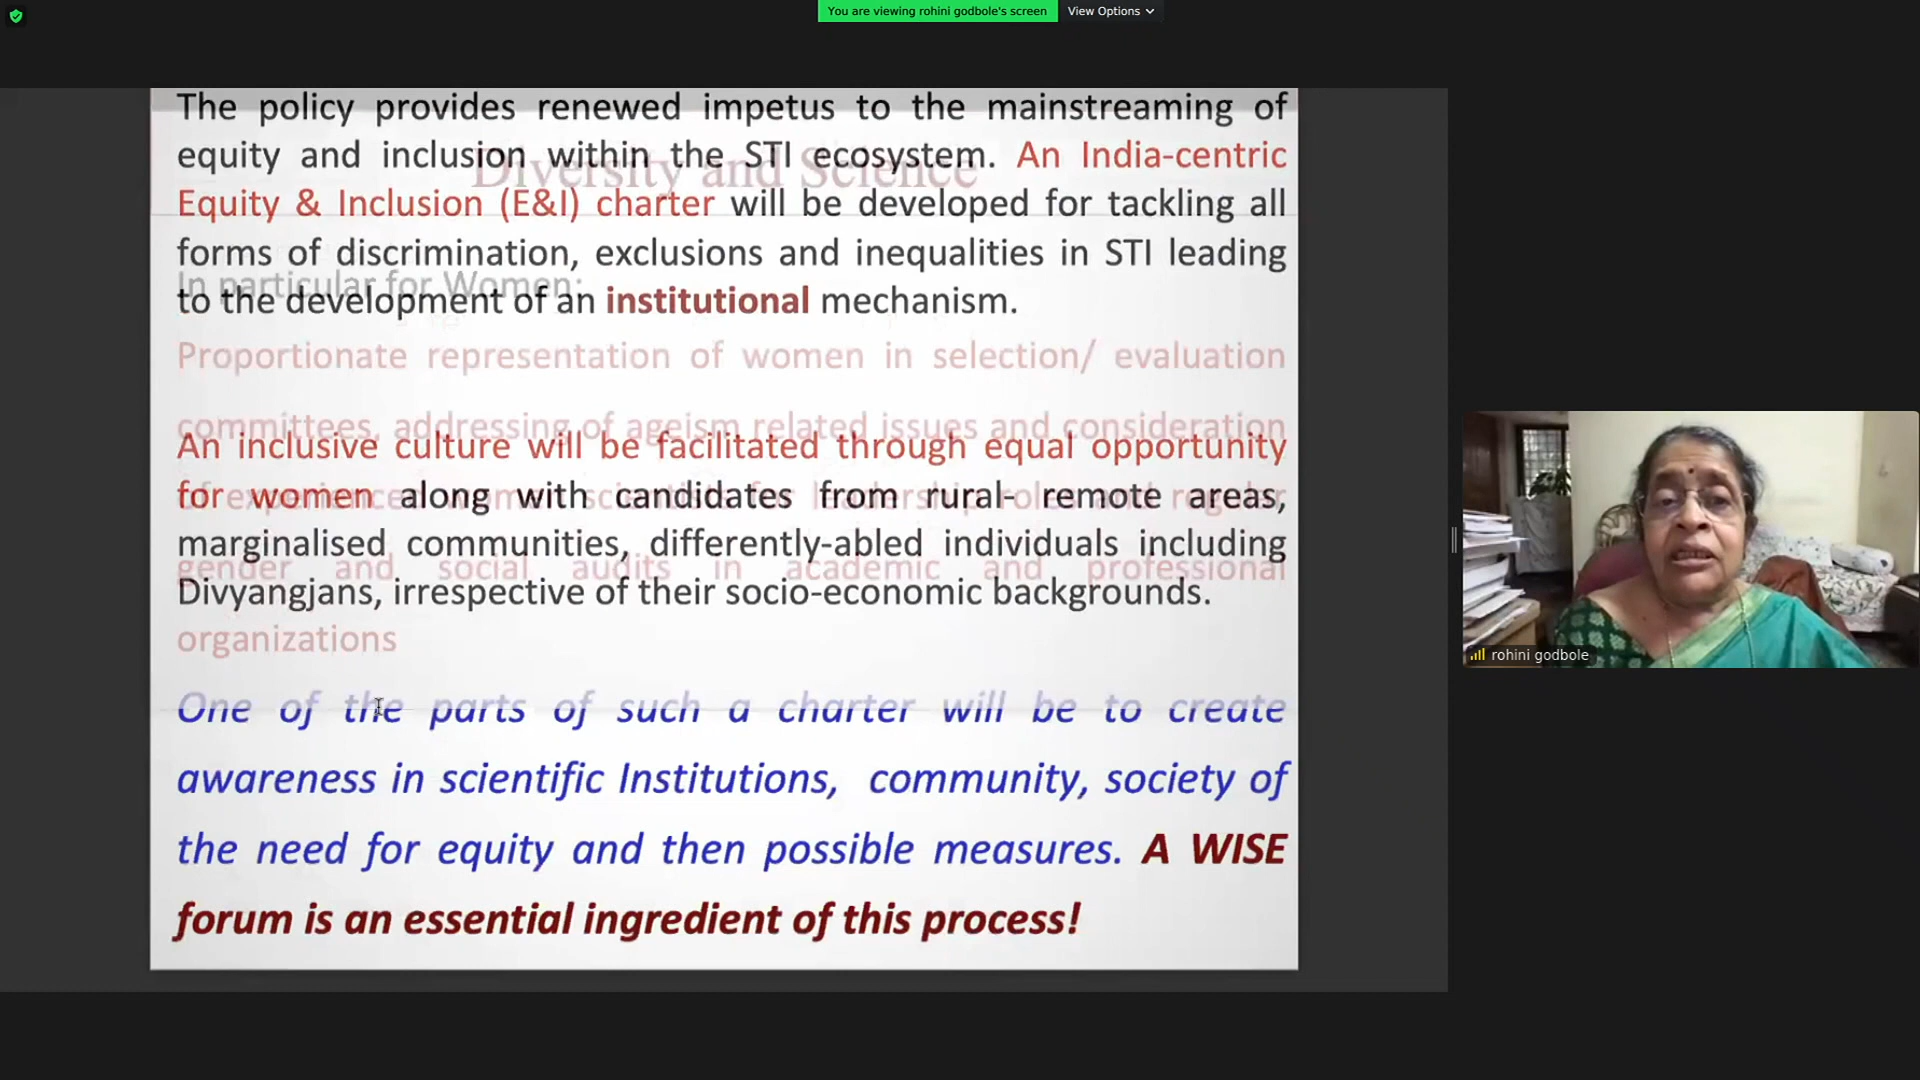 You are viewing rohini godbole's screen View Options
The policy provides renewed impetus to the mainstreaming of
equity and inclusion within the STI ecosystem. An India-centric
Diversity and Science
Equity & Inclusion (E&I) charter will be developed for tackling all
forms of discrimination, exclusions and inequalities in STI leading
In particular for Women:
to the development of an institutional mechanism.
Proportionate representation of women in selection/ evaluation
committees, addressing of ageism related issues and consideration
An inclusive culture will be facilitated through equal opportunity
for women along with candidates from rural- remote areas,
of experienced women scientists for leadership roles and regular
marginalised communities, differently-abled individuals including
gender and social audits in academic and professional
Divyangjans, irrespective of their socio-economic backgrounds.
organizations
One of the parts of such a charter will be to create
awareness in scientific Institutions, community, society of
the need for equity and then possible measures. A WISE
forum is an essential ingredient of this process!
rohini godbole